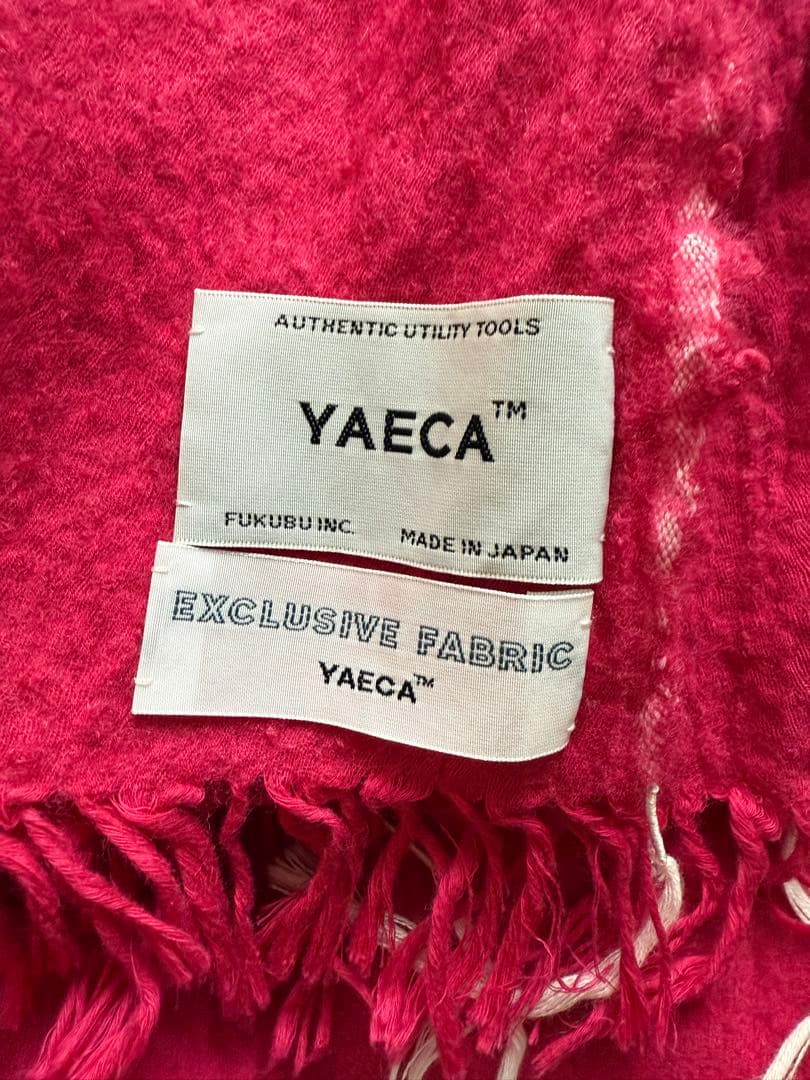 AUTHENTIC UTILITY TOOLS
YAECA™
FUKUBU INC. MADE IN JAPAN
EXCLUSIVE FABRIC
YAECA™